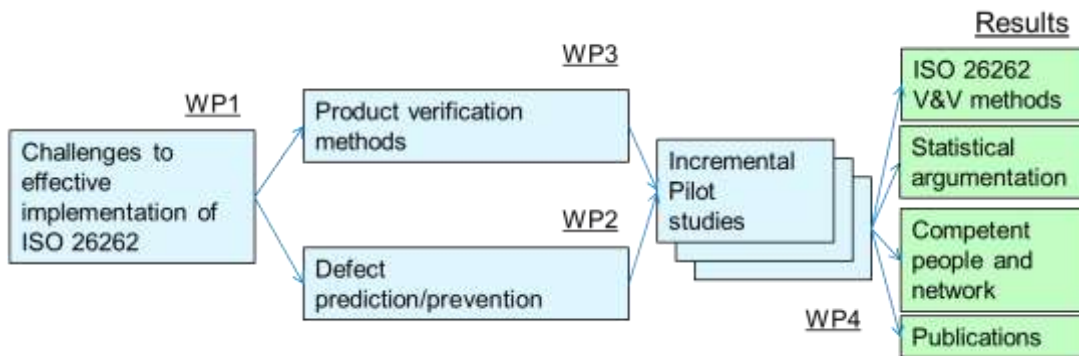 WP1
Challenges to
effective
implementation of
ISO 26262
WP3
Product verification
methods
WP2
Defect
prediction/prevention
Incremental
Pilot
studies
WP4
Results
ISO 26262
V&V methods
Statistical
argumentation
Competent
people and
network
Publications